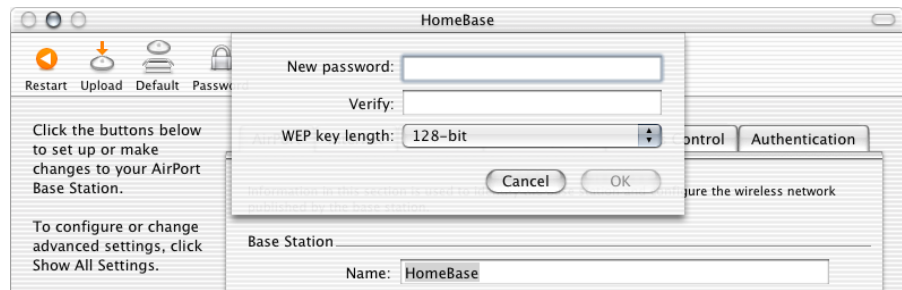 HomeBase
Restart Upload Default Passw
New password:
Verify:
WEP key length: 128-bit
Cancel OK
Click the buttons below
to set up or make
changes to your AirPort
Base Station.
To configure or change
advanced settings, click
Show All Settings.
ontrol Authentication
Information in this section is used to
gure the wireless network
published by the base station.
Base Station
Name: HomeBase